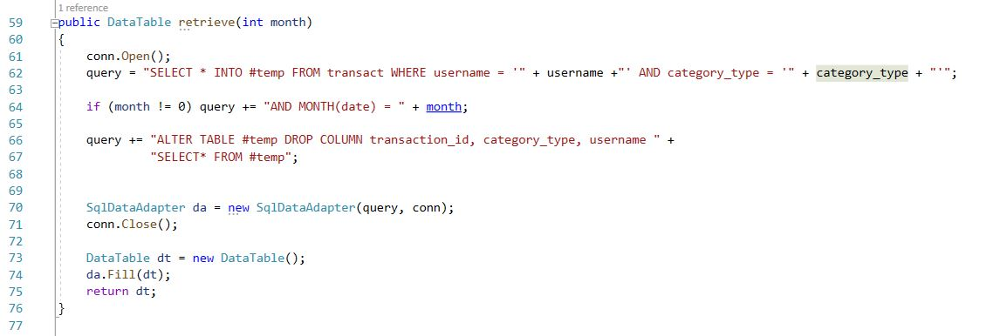 1 reference
59 public DataTable retrieve(int month)
60 {
61 conn.Open();
62 query = "SELECT * INTO #temp FROM transact WHERE username = '" + username +"' AND category_type = '" + category_type + "'";
63
64 if (month != 0) query += "AND MONTH(date) = " + month;
65
66 query += "ALTER TABLE #temp DROP COLUMN transaction_id, category_type, username " +
67 "SELECT* FROM #temp";
68
69
70 SqlDataAdapter da = new SqlDataAdapter(query, conn);
71 conn.Close();
72
73 DataTable dt = new DataTable();
74 da.Fill(dt);
75 return dt;
76 }
77